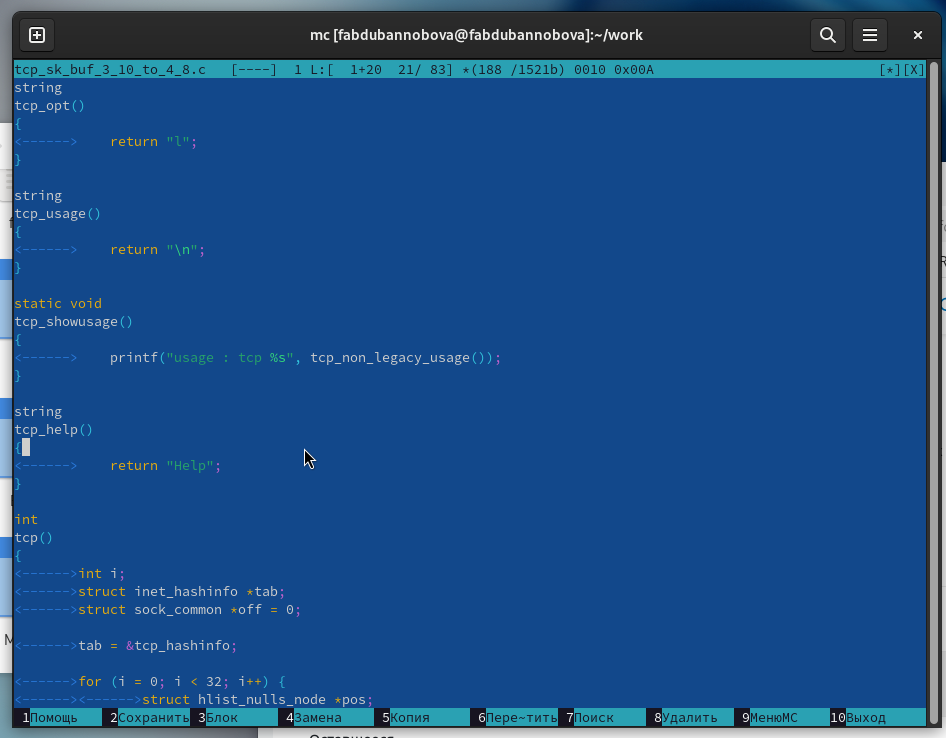 mc [fabdubannobova@fabdubannobova]:~/work
tcp_sk_buf_3_10_to_4_8.c   [----]  1 L:[  1+20  21/ 83] *(188 /1521b) 0010 0x00A [*][X]
string
tcp_opt()
{
<------>    return "l";
}

string
tcp_usage()
{
<------>    return "\n";
}

static void
tcp_showusage()
{
<------>    printf("usage : tcp %s", tcp_non_legacy_usage());
}

string
tcp_help()
{
<------>    return "Help";
}

int
tcp()
{
<------>int i;
<------>struct inet_hashinfo *tab;
<------>struct sock_common *off = 0;

<------>tab = &tcp_hashinfo;

<------>for (i = 0; i < 32; i++) {
<------><------>struct hlist_nulls_node *pos;
1Помощь 2Сохранить 3Блок 4Замена 5Копия 6Пере~тить 7Поиск 8Удалить 9МенюМС 10Выход